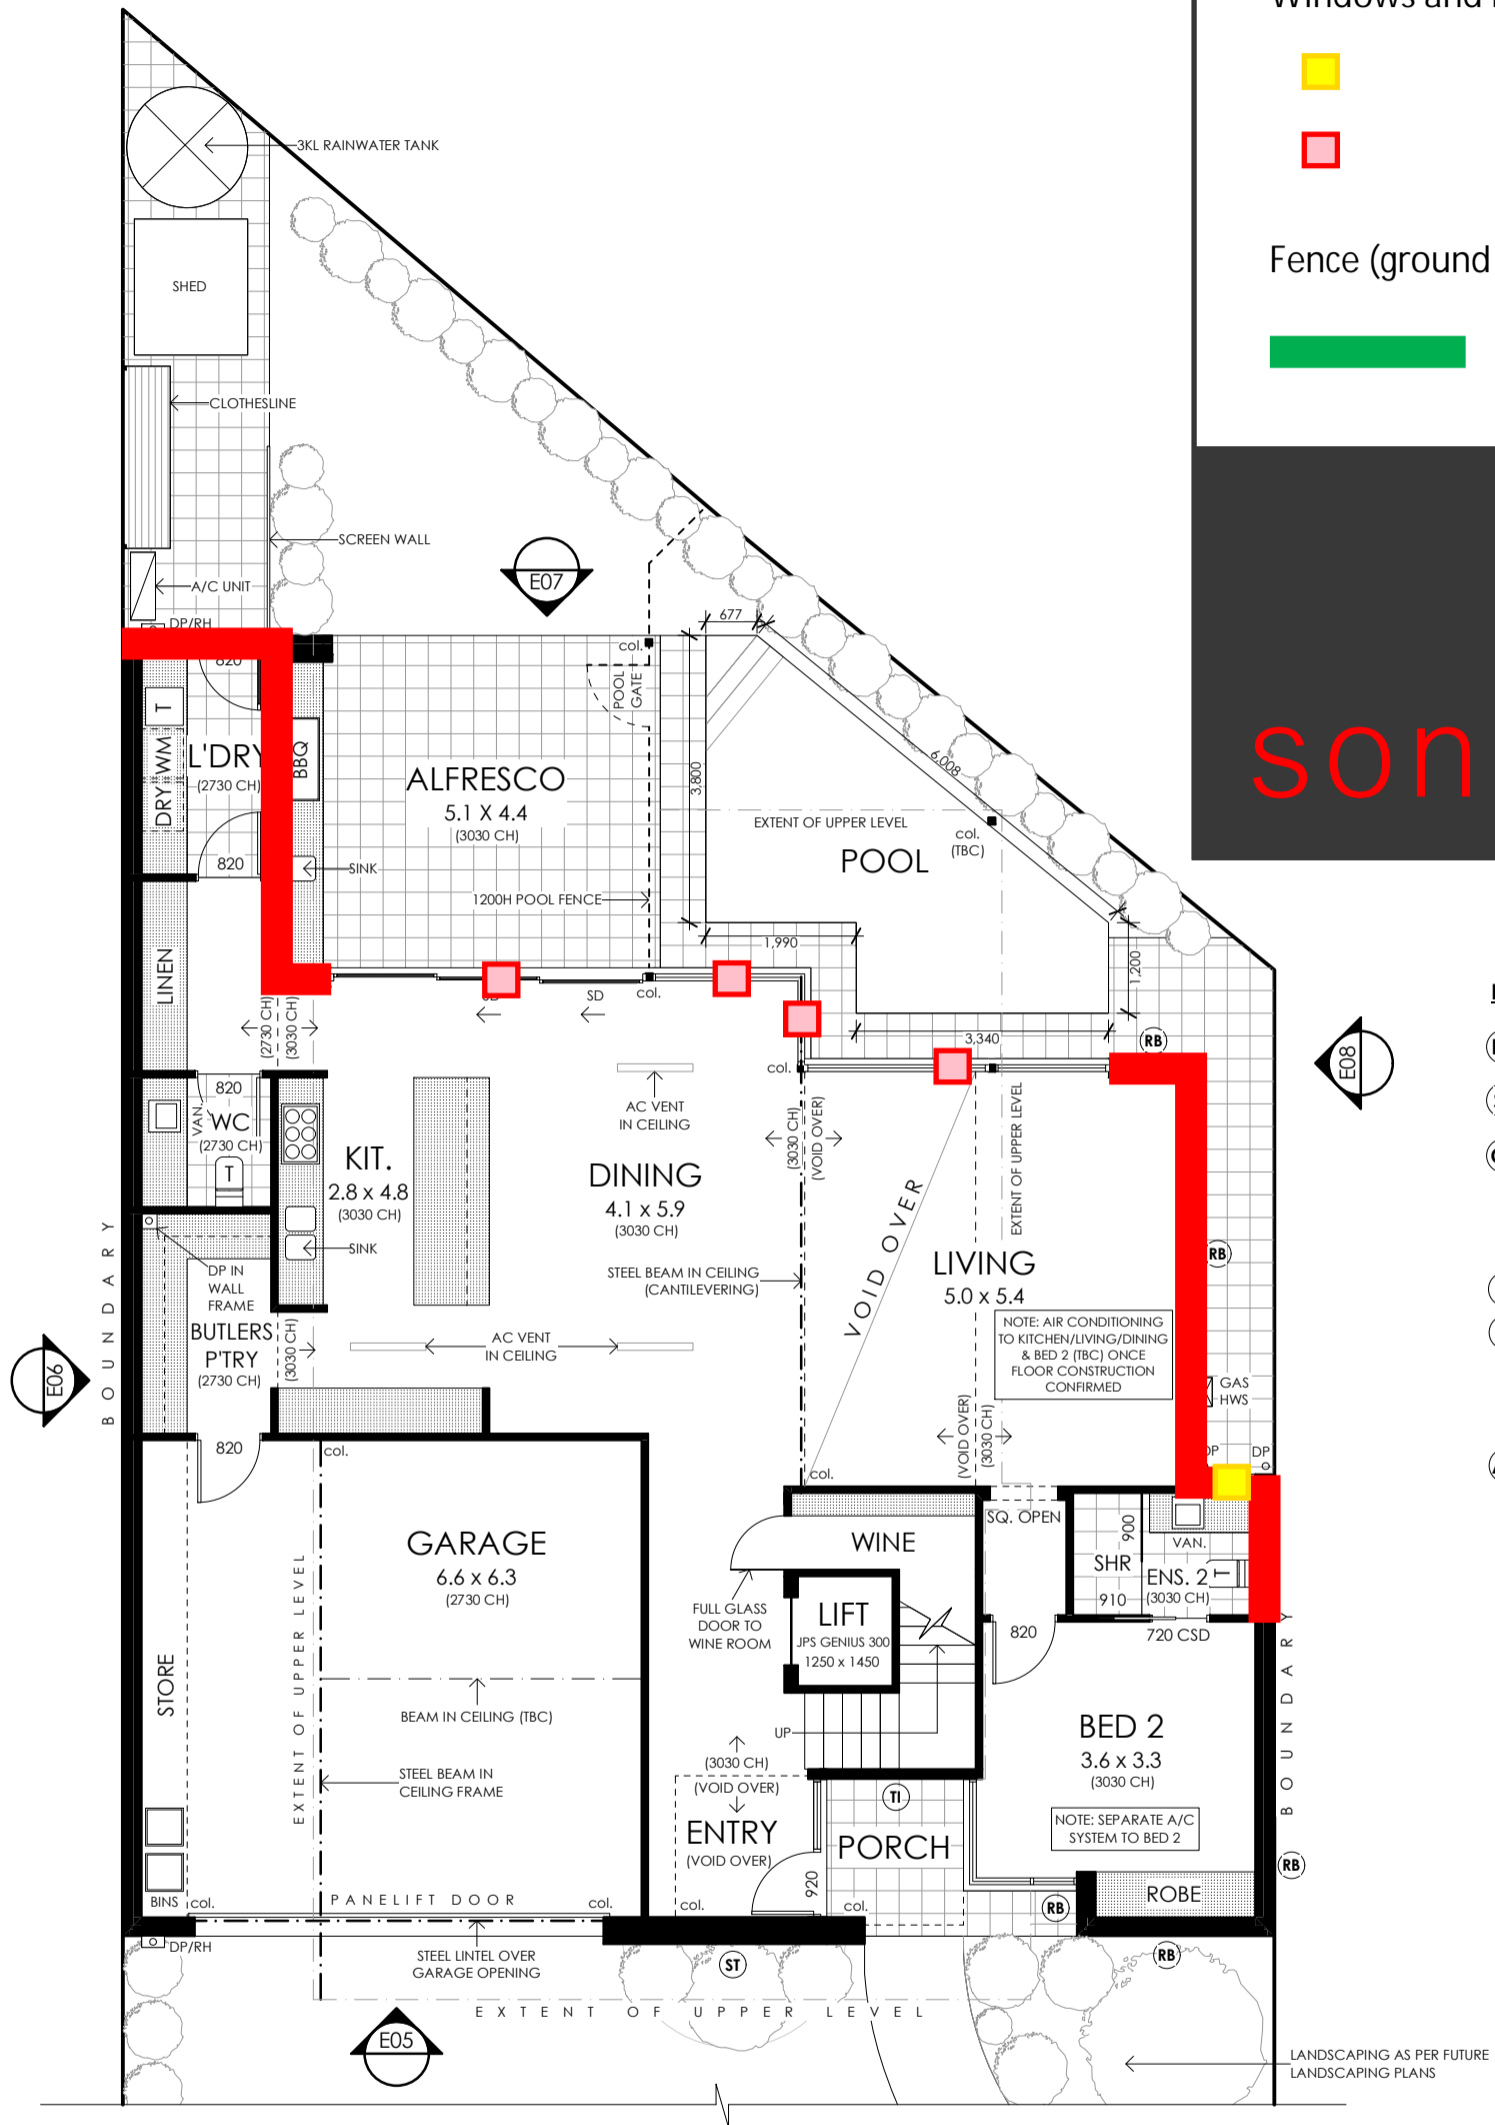 Fence (ground
son
3KL RAINWATER TANK
SHED
CLOTHESLINE
SCREEN WALL
A/C UNIT
DP/RH
E07
677
col.
POOL
GATE
820
T
WM
DRY
L'DRY
(2730 CH)
BBQ
ALFRESCO
5.1 X 4.4
(3030 CH)
3,800
6,008
EXTENT OF UPPER LEVEL
col.
(TBC)
POOL
820
SINK
1200H POOL FENCE
1,990
1,200
LINEN
(2730 CH)
(3030 CH)
SD
SD
col.
3,340
RB
E08
col.
820
VAN.
WC
(2730 CH)
T
AC VENT
IN CEILING
(3030 CH)
(VOID OVER)
EXTENT OF UPPER LEVEL
KIT.
2.8 x 4.8
(3030 CH)
DINING
4.1 x 5.9
(3030 CH)
VOID OVER
SINK
RB
DP IN
WALL
FRAME
STEEL BEAM IN CEILING
(CANTILEVERING)
LIVING
5.0 x 5.4
BOUNDARY
BUTLERS
P'TRY
(2730 CH)
(3030 CH)
AC VENT
IN CEILING
NOTE: AIR CONDITIONING
TO KITCHEN/LIVING/DINING
& BED 2 (TBC) ONCE
FLOOR CONSTRUCTION
CONFIRMED
E06
GAS
HWS
(VOID OVER)
(3030 CH)
820
col.
DP
DP
col.
GARAGE
6.6 x 6.3
(2730 CH)
WINE
SQ. OPEN
900
VAN.
SHR
910
ENS. 2
(3030 CH)
T
EXTENT OF UPPER LEVEL
FULL GLASS
DOOR TO
WINE ROOM
LIFT
JPS GENIUS 300
1250 x 1450
820
720 CSD
STORE
BEAM IN CEILING (TBC)
UP
BED 2
3.6 x 3.3
(3030 CH)
BOUNDARY
(3030 CH)
(VOID OVER)
STEEL BEAM IN
CEILING FRAME
TI
NOTE: SEPARATE A/C
SYSTEM TO BED 2
ENTRY
(VOID OVER)
PORCH
920
RB
BINS
col.
PANELIFT DOOR
col.
col.
col.
RB
ROBE
DP/RH
STEEL LINTEL OVER
GARAGE OPENING
ST
RB
EXTENT OF UPPER LEVEL
E05
LANDSCAPING AS PER FUTURE
LANDSCAPING PLANS